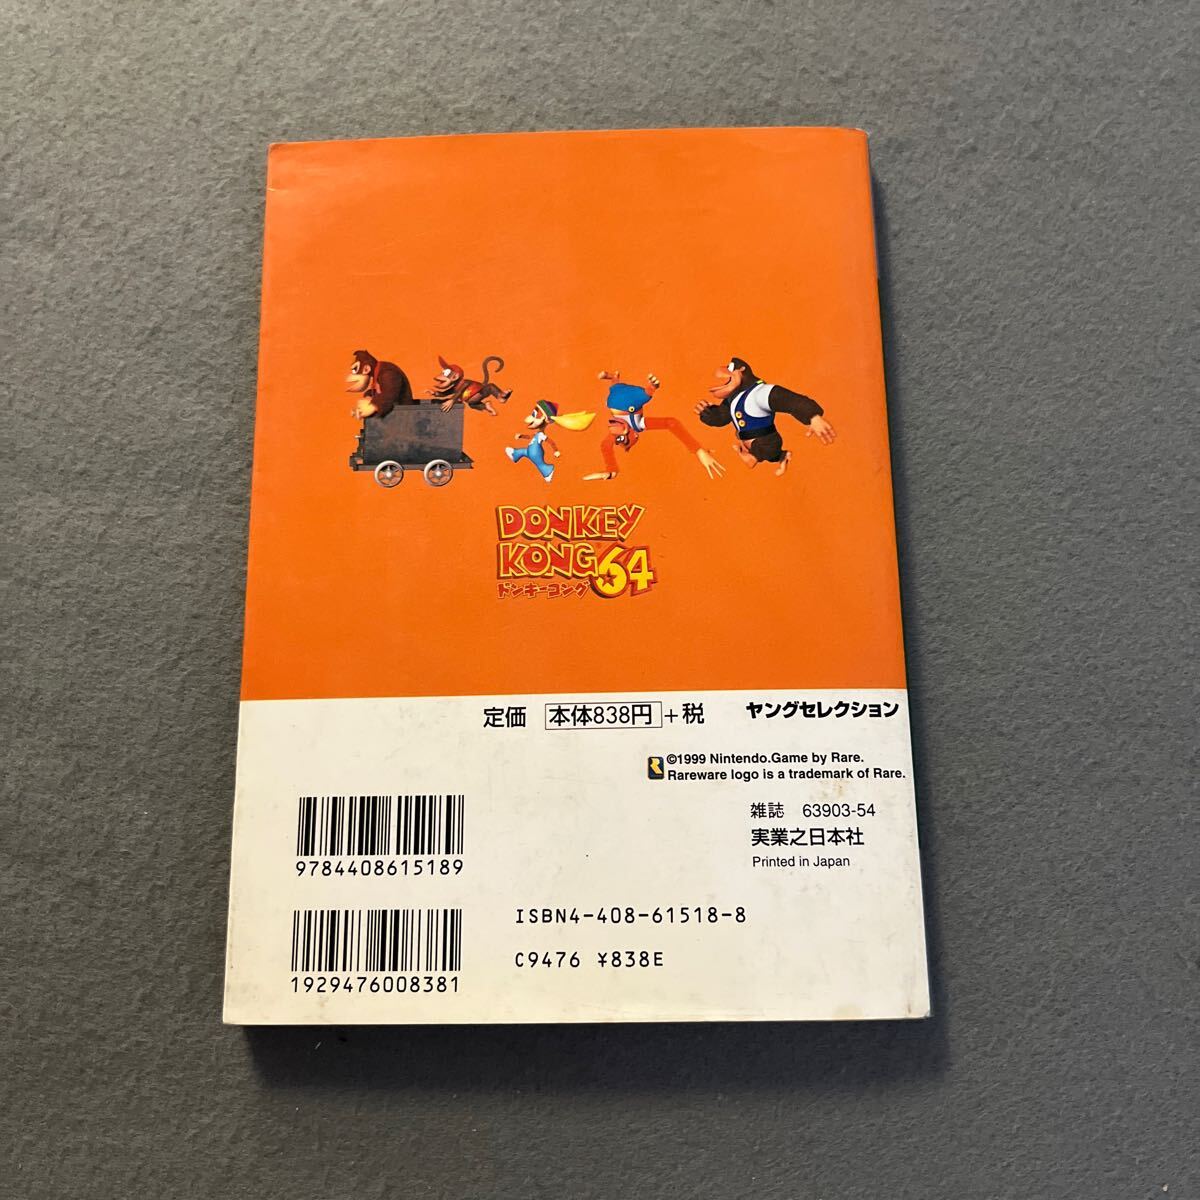 DONKEY
KONG 64
ドンキーコング
定価 本体838円+税
ヤングセレクション
R
©1999 Nintendo.Game by Rare.
Rareware logo is a trademark of Rare.
雑誌 63903-54
実業之日本社
Printed in Japan
9784408615189
ISBN4-408-61518-8
C9476 ¥838E
1929476008381